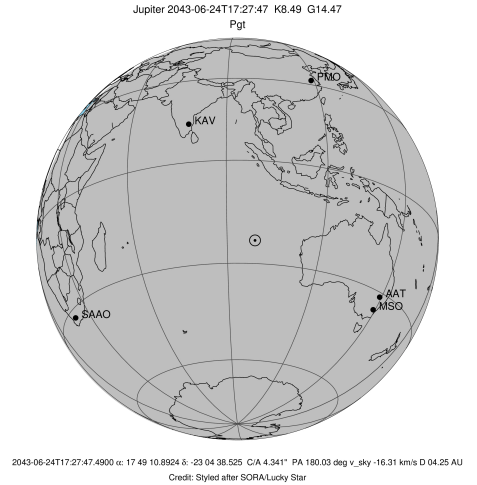 Jupiter 2043-06-24T17:27:47 K8.49 G14.47
Pgt
PMO
KAV
AAT
MSO
SAAO
2043-06-24T17:27:47.4900 α: 17 49 10.8924 δ: -23 04 38.525 C/A 4.341" PA 180.03 deg v_sky -16.31 km/s D 04.25 AU
Credit: Styled after SORA/Lucky Star